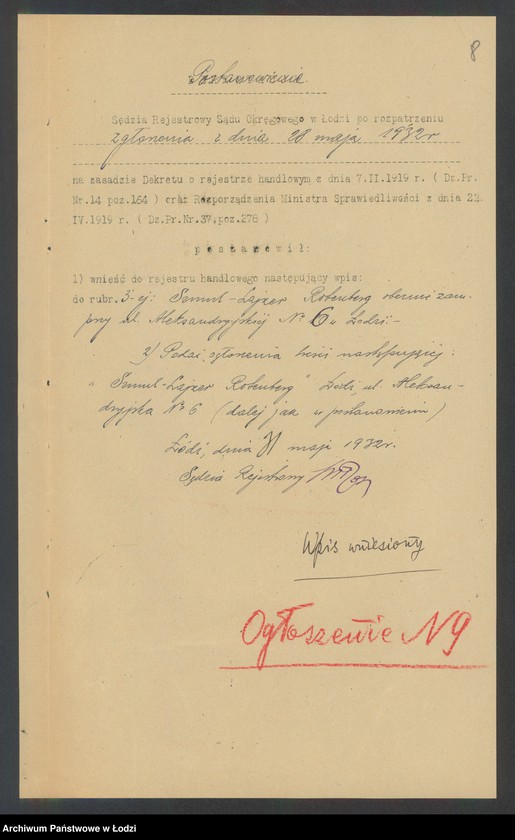 8
Postanowienie
Sędzia Rejestrowy Sądu Okręgowego w Łodzi po rozpatrzeniu
zgłoszenia z dnia 28 maja 1932 r
na zasadzie Dekretu o rejestrze handlowym z dnia 7.II.1919 r. ( Dz.Pr.
Nr.14 poz.164 ) oraz Rozporządzenia Ministra Sprawiedliwości z dnia 22
IV.1919 r. ( Dz.Pr.Nr.37,poz.278 )
postanowił:
1) wnieść do rejestru handlowego następujący wpis:
do rubr. 3-ej: Szmul-Lajzer Rotenberg obecnie zam.
przy ul. Aleksandryjskiej № 6 w Łodzi.-
2) Podać ogłoszenia treści następującej:
"Szmul-Lajzer Rotenberg" Łódź, ul. Aleksan-
dryjska № 6 (dalej jak w postanowieniu)
Łódź, dnia 31 maja 1932 r.
Sędzia Rejestrowy
Wpis wniesiony
Ogłoszenie N 9
Archiwum Państwowe w Łodzi